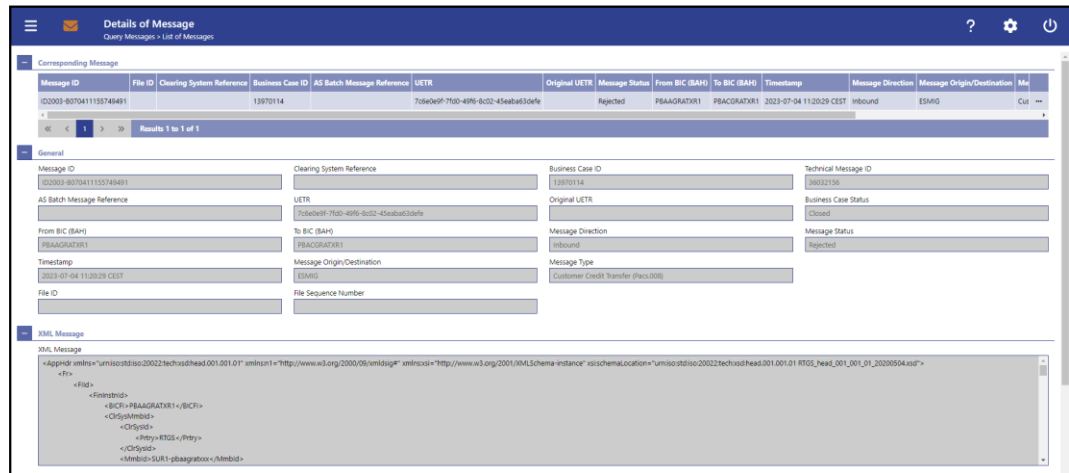 Details of Message
Query Messages > List of Messages
?
Corresponding Message
Message ID File ID Clearing System Reference Business Case ID AS Batch Message Reference UETR Original UETR Message Status From BIC (BAH) To BIC (BAH) Timestamp Message Direction Message Origin/Destination Me
ID2003-B070411155749491 13970114 7c6e0e9f-7fd0-49f6-8c02-45eaba63defe Rejected PBAAGRATXR1 PBACGRATXR1 2023-07-04 11:20:29 CEST Inbound ESMIG Cus ...
1 Results 1 to 1 of 1
General
Message ID Clearing System Reference Business Case ID Technical Message ID
ID2003-B070411155749491 13970114 36032156
AS Batch Message Reference UETR Original UETR Business Case Status
7c6e0e9f-7fd0-49f6-8c02-45eaba63defe Closed
From BIC (BAH) To BIC (BAH) Message Direction Message Status
PBAAGRATXR1 PBACGRATXR1 Inbound Rejected
Timestamp Message Origin/Destination Message Type
2023-07-04 11:20:29 CEST ESMIG Customer Credit Transfer (Pacs.008)
File ID File Sequence Number
XML Message
XML Message
<AppHdr xmlns="urn:iso:std:iso:20022:tech:xsd:head.001.001.01" xmlns:n1="http://www.w3.org/2000/09/xmldsig#" xmlns:xsi="http://www.w3.org/2001/XMLSchema-instance" xsi:schemaLocation="urn:iso:std:iso:20022:tech:xsd:head.001.001.01 RTGS_head_001_001_01_20200504.xsd">
<Fr>
<FIId>
<FinInstnId>
<BICFI>PBAAGRATXR1</BICFI>
<ClrSysMmbId>
<ClrSysId>
<Prtry>RTGS</Prtry>
</ClrSysId>
<MmbId>SUR1-pbaagratxxx</MmbId>